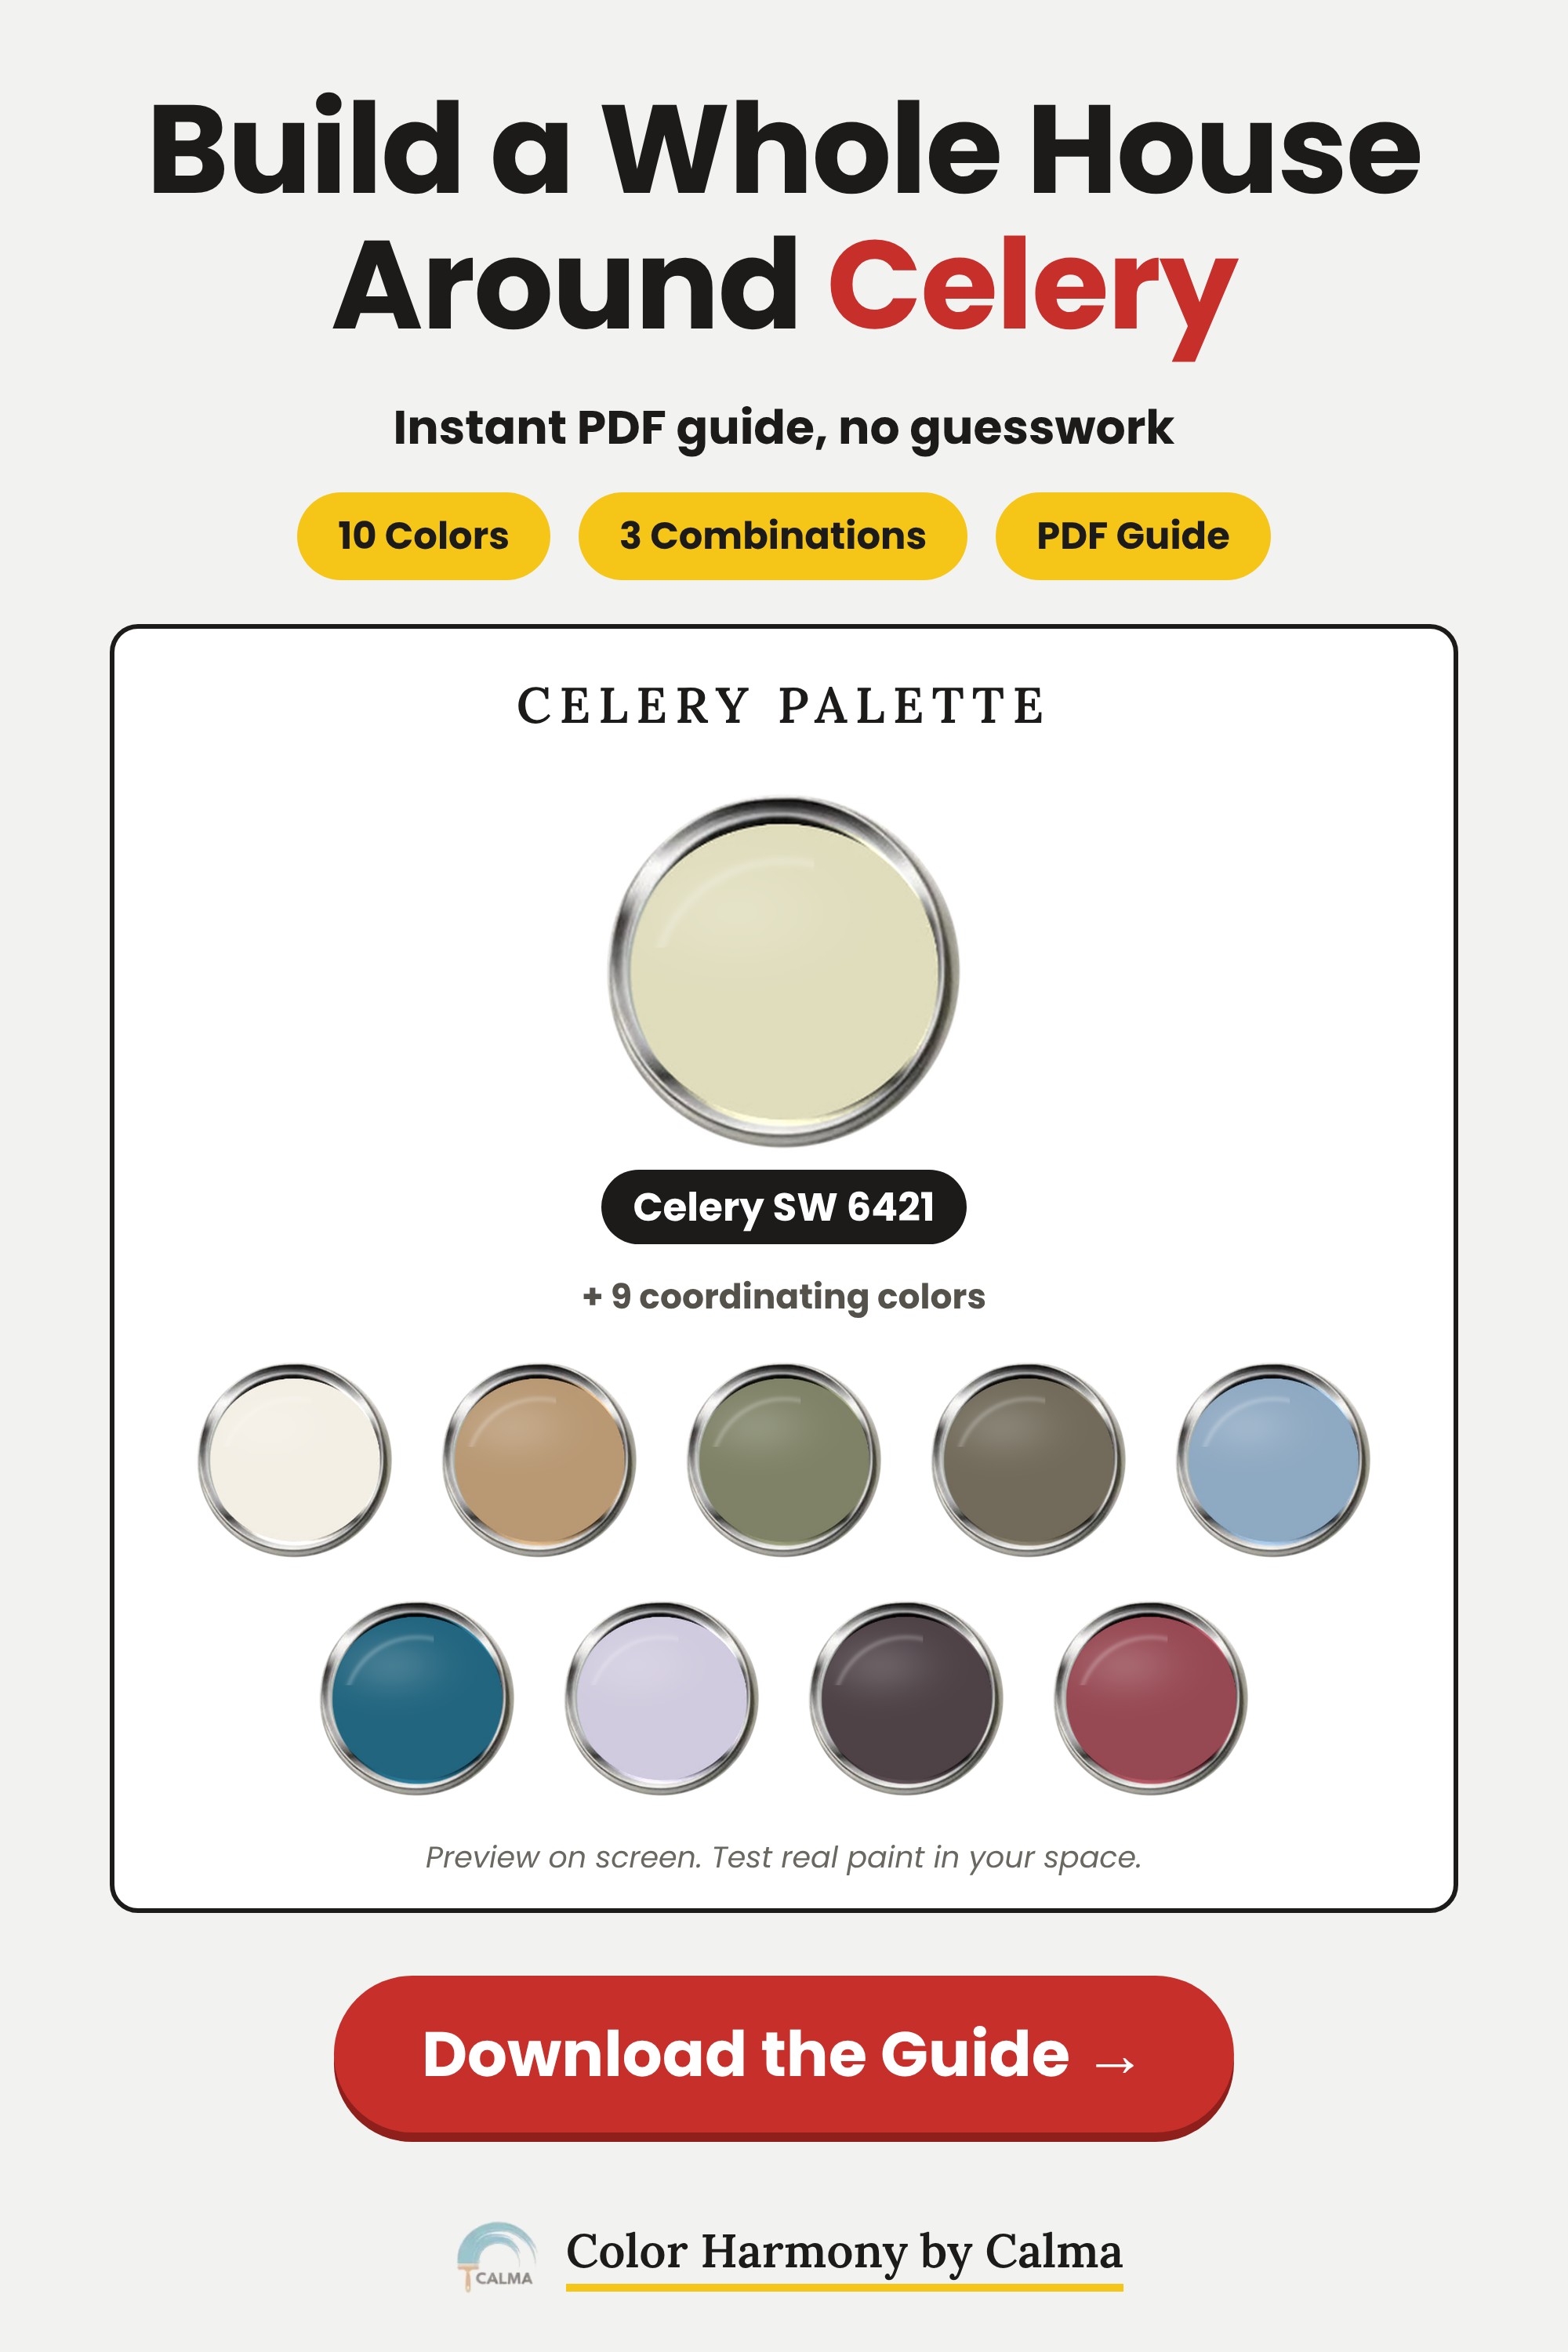 Build a Whole House
Around Celery
Instant PDF guide, no guesswork
10 Colors
3 Combinations
PDF Guide
CELERY PALETTE
Celery SW 6421
+ 9 coordinating colors
Preview on screen. Test real paint in your space.
Download the Guide →
CALMA
Color Harmony by Calma